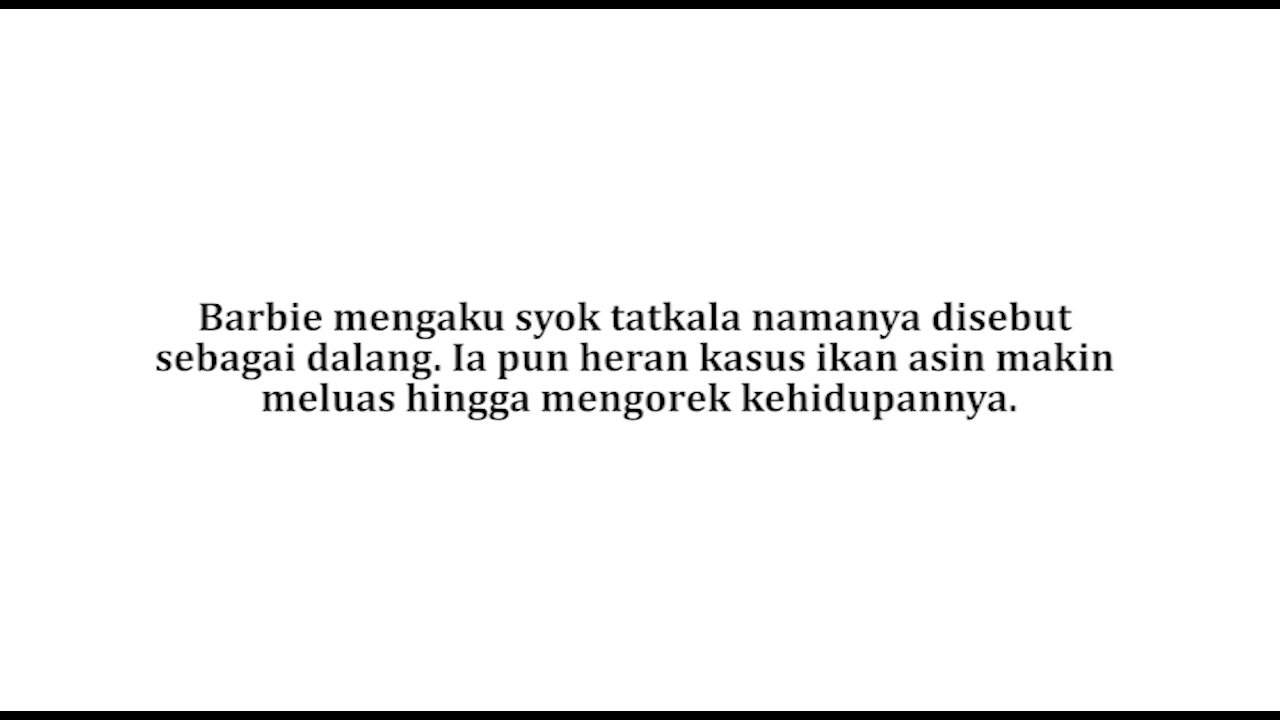 Barbie mengaku syok tatkala namanya disebut
sebagai dalang. Ia pun heran kasus ikan asin makin
meluas hingga mengorek kehidupannya.